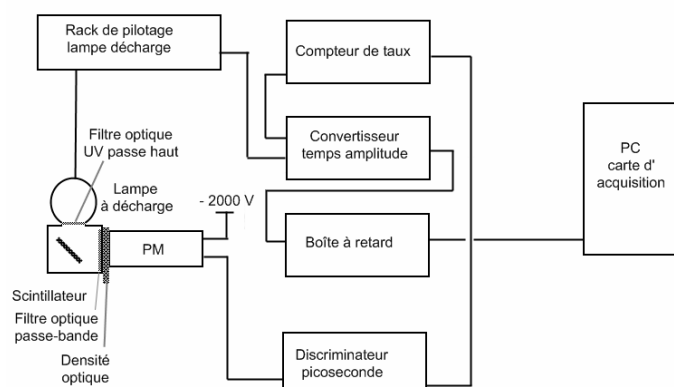 Rack de pilotage
lampe décharge
Compteur de taux
Filtre optique
UV passe haut
Convertisseur
temps amplitude
PC
carte d'
acquisition
Lampe
à décharge
- 2000 V
PM
Boîte à retard
Scintillateur
Filtre optique
passe-bande
Densité
optique
Discriminateur
picoseconde